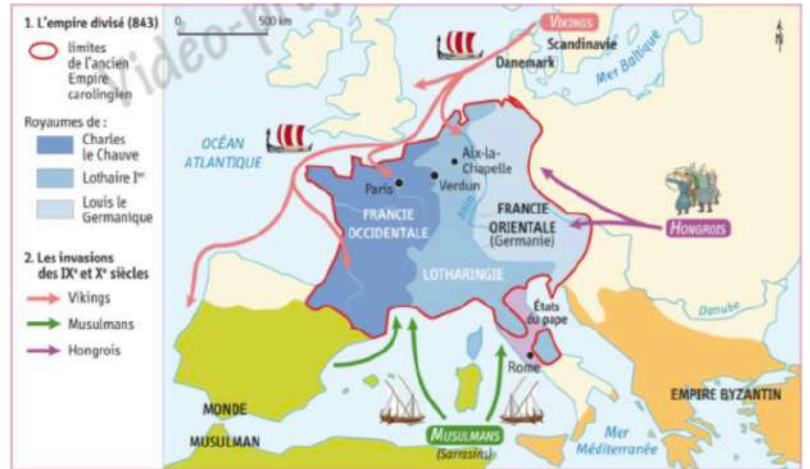 1. L'empire divisé (843)
limites
de l'ancien
Empire
carolingien
Royaumes de :
Charles
le Chauve
Lothaire Ier
Louis le
Germanique
2. Les invasions
des IXe et Xe siècles
Vikings
Musulmans
Hongrois
0 500 km
VIKINGS
Scandinavie
Danemark
Mer Baltique
OCÉAN
ATLANTIQUE
Aix-la-
Chapelle
Paris
Verdun
Rhin
FRANCIE
OCCIDENTALE
FRANCIE
ORIENTALE
(Germanie)
HONGROIS
LOTHARINGIE
Danube
États
du pape
Rome
EMPIRE BYZANTIN
MONDE
MUSULMAN
MUSULMANS
(Sarrasins)
Mer
Méditerranée